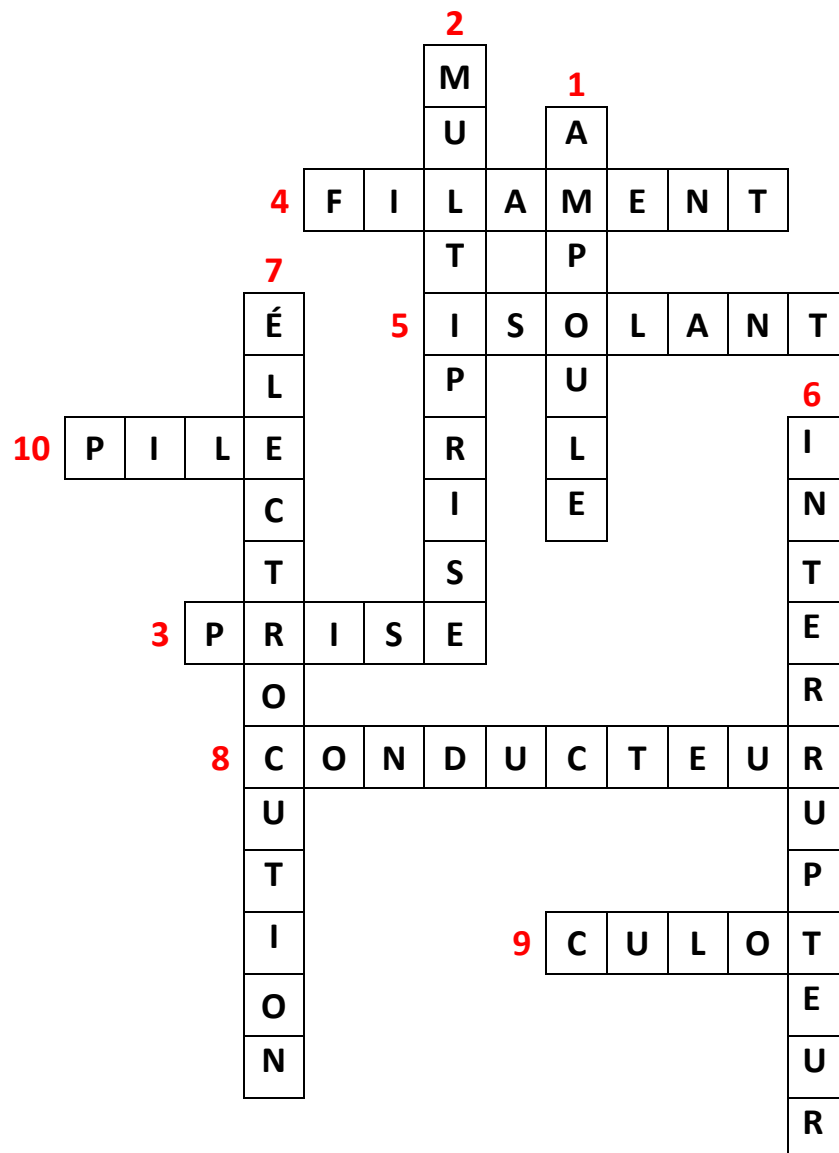 2
M
1
U A
4 F I L A M E N T
T P
7
É 5 I S O L A N T
L P U
6
10 P I L E R L I
C I E N
T S T
3 P R I S E E
O R
8 C O N D U C T E U R
U U
T P
I 9 C U L O T
O E
N U
R